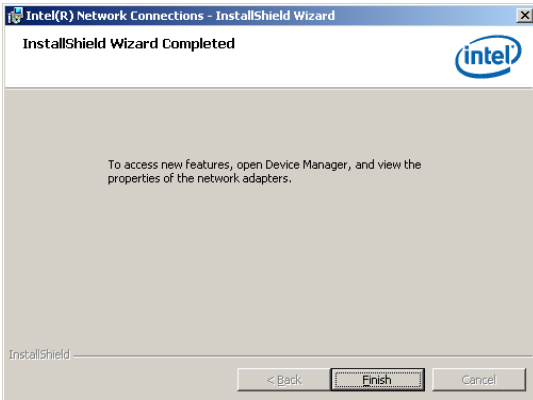 Intel(R) Network Connections - InstallShield Wizard
InstallShield Wizard Completed
intel
To access new features, open Device Manager, and view the
properties of the network adapters.
InstallShield
< Back
Finish
Cancel